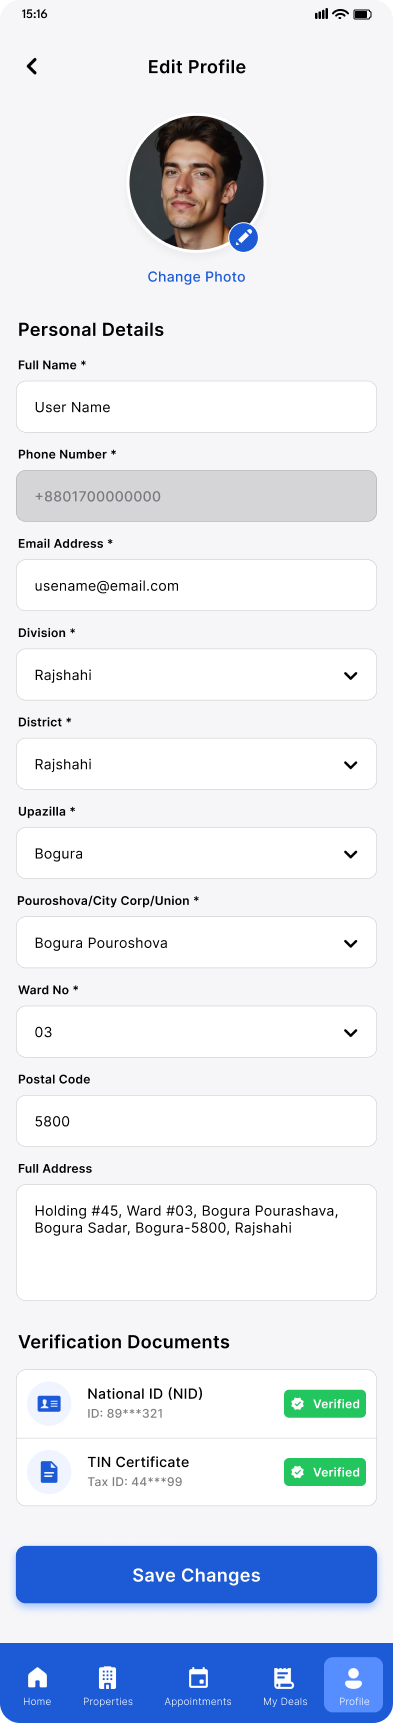 15:16
Edit Profile
Change Photo
Personal Details
Full Name *
User Name
Phone Number *
+8801700000000
Email Address *
usename@email.com
Division *
Rajshahi
District *
Rajshahi
Upazilla *
Bogura
Pouroshova/City Corp/Union *
Bogura Pouroshova
Ward No *
03
Postal Code
5800
Full Address
Holding #45, Ward #03, Bogura Pourashava,
Bogura Sadar, Bogura-5800, Rajshahi
Verification Documents
National ID (NID)
ID: 89***321
Verified
TIN Certificate
Tax ID: 44***99
Verified
Save Changes
Home
Properties
Appointments
My Deals
Profile